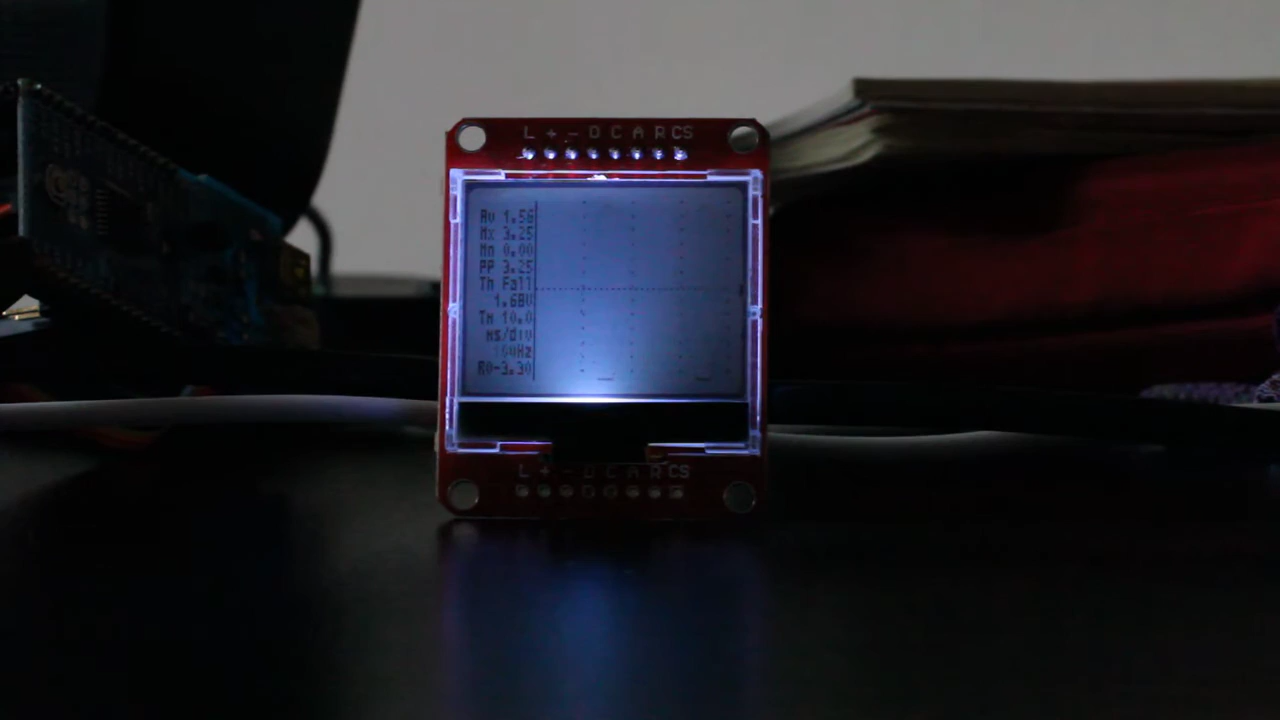 L + - D C A R CS
Av 1.56
Mx 3.25
Mn 0.00
PP 3.25
Th Fall
1.68V
Tm 10.0
ms/div
R0-3.30
L + - D C A R CS